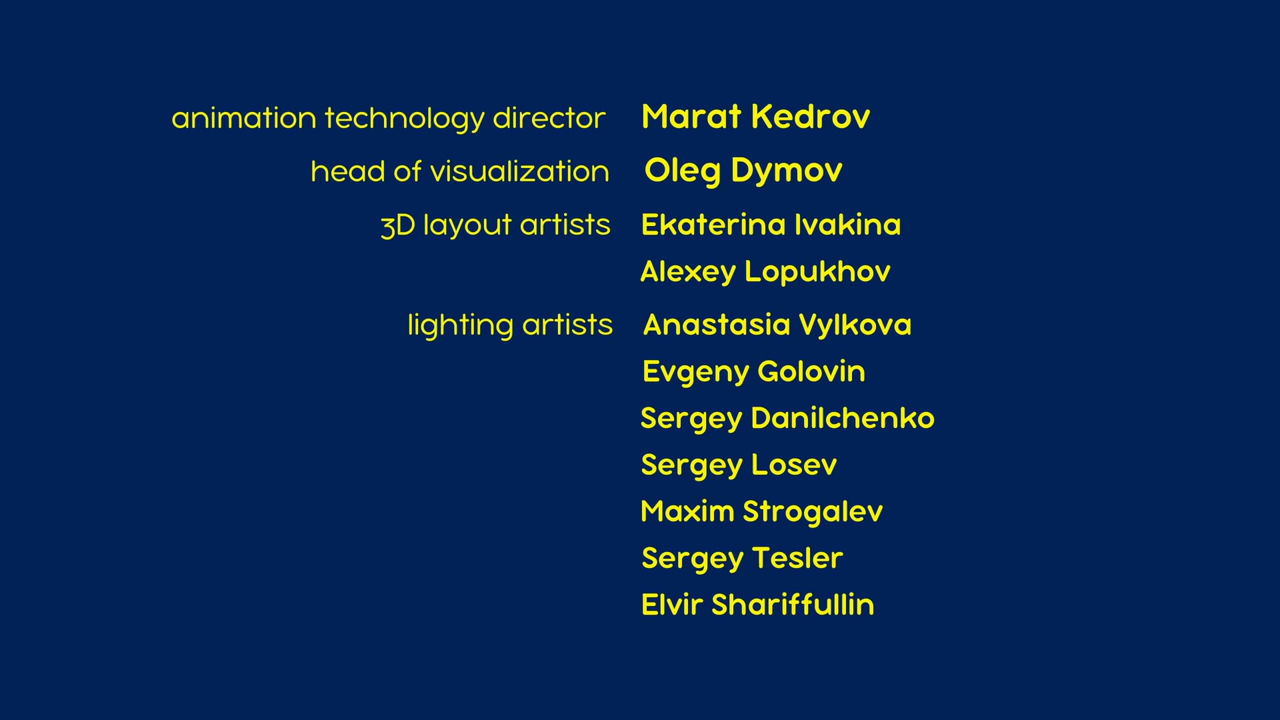 animation technology director Marat Kedrov
head of visualization Oleg Dymov
3D layout artists Ekaterina Ivakina
Alexey Lopukhov
lighting artists Anastasia Vylkova
Evgeny Golovin
Sergey Danilchenko
Sergey Losev
Maxim Strogalev
Sergey Tesler
Elvir Shariffullin